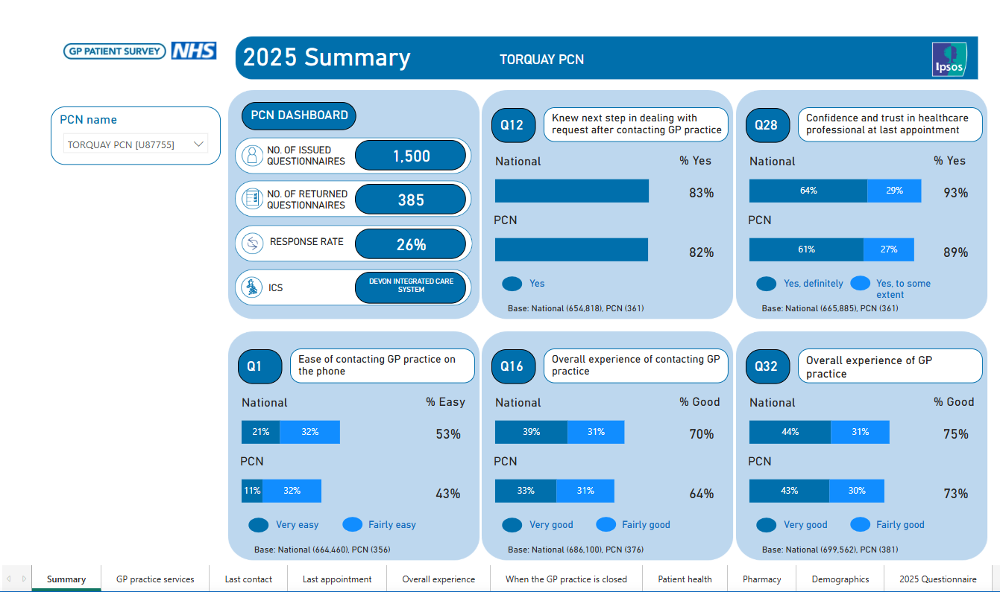 GP PATIENT SURVEY NHS
2025 Summary
TORQUAY PCN
Ipsos
PCN name
TORQUAY PCN [U87755]
PCN DASHBOARD
NO. OF ISSUED
QUESTIONNAIRES
1,500
NO. OF RETURNED
QUESTIONNAIRES
385
RESPONSE RATE
26%
ICS
DEVON INTEGRATED CARE
SYSTEM
Q12
Knew next step in dealing with
request after contacting GP practice
National
% Yes
83%
PCN
82%
Yes
Base: National (654,818), PCN (361)
Q28
Confidence and trust in healthcare
professional at last appointment
National
% Yes
64%
29%
93%
PCN
61%
27%
89%
Yes, definitely
Yes, to some
extent
Base: National (665,885), PCN (361)
Q1
Ease of contacting GP practice on
the phone
National
% Easy
21%
32%
53%
PCN
11%
32%
43%
Very easy
Fairly easy
Base: National (664,460), PCN (356)
Q16
Overall experience of contacting GP
practice
National
% Good
39%
31%
70%
PCN
33%
31%
64%
Very good
Fairly good
Base: National (686,100), PCN (376)
Q32
Overall experience of GP
practice
National
% Good
44%
31%
75%
PCN
43%
30%
73%
Very good
Fairly good
Base: National (699,562), PCN (381)
Summary
GP practice services
Last contact
Last appointment
Overall experience
When the GP practice is closed
Patient health
Pharmacy
Demographics
2025 Questionnaire